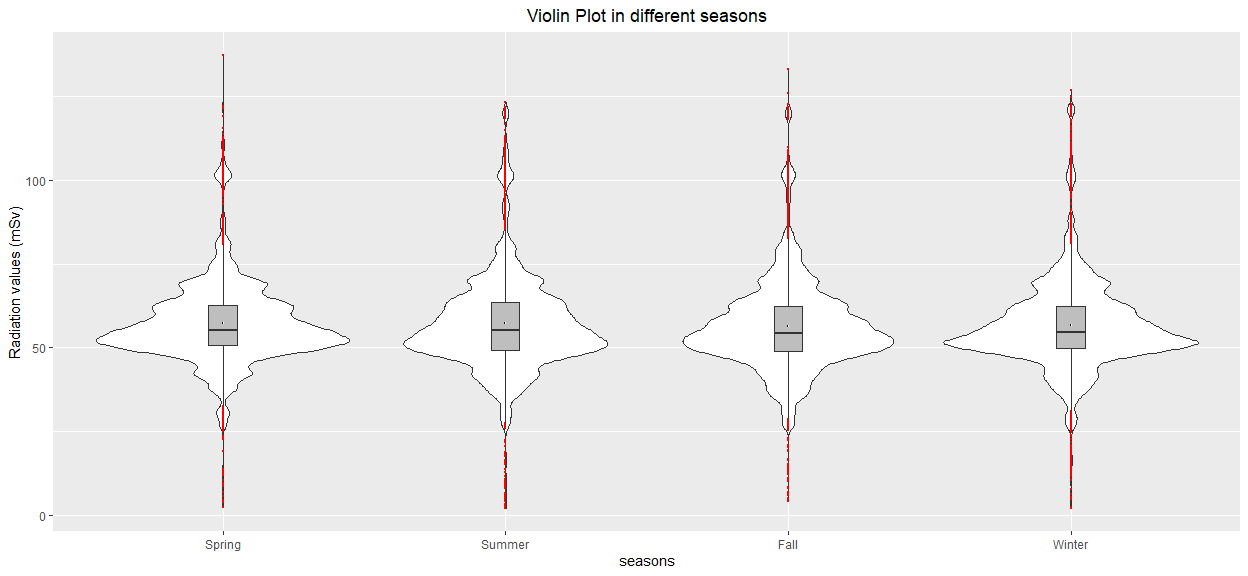 Violin Plot in different seasons
Radiation values (mSv)
100
50
0
Spring Summer Fall Winter
seasons